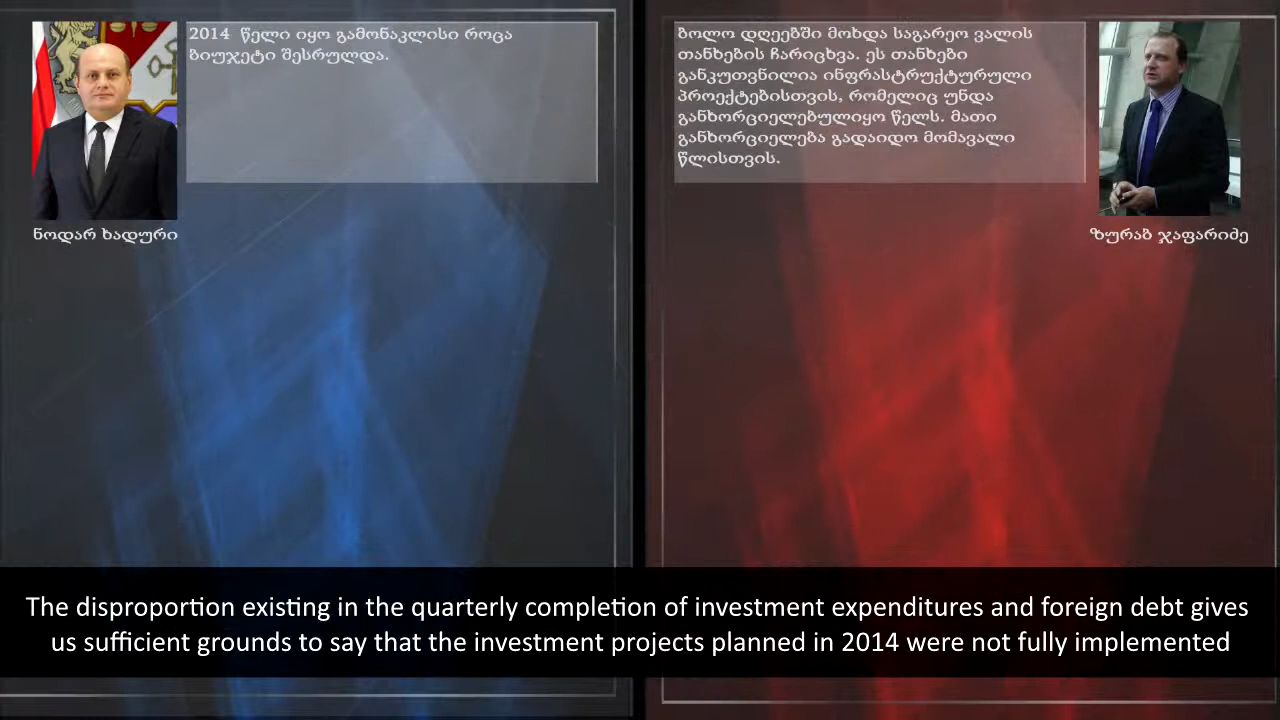 2014 წელი იყო გამონაკლისი როცა
ბიუჯეტი შესრულდა.
ნოდარ ხადური
ბოლო დღეებში მოხდა საგარეო ვალის
თანხების ჩარიცხვა. ეს თანხები
განკუთვნილია ინფრასტრუქტურული
პროექტებისთვის, რომელიც უნდა
განხორციელებულიყო წელს. მათი
განხორციელება გადაიდო მომავალი
წლისთვის.
ზურაბ ჯაფარიძე
The disproportion existing in the quarterly completion of investment expenditures and foreign debt gives
us sufficient grounds to say that the investment projects planned in 2014 were not fully implemented